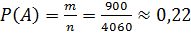 P(A) = m/n = 900/4060 ≈ 0,22